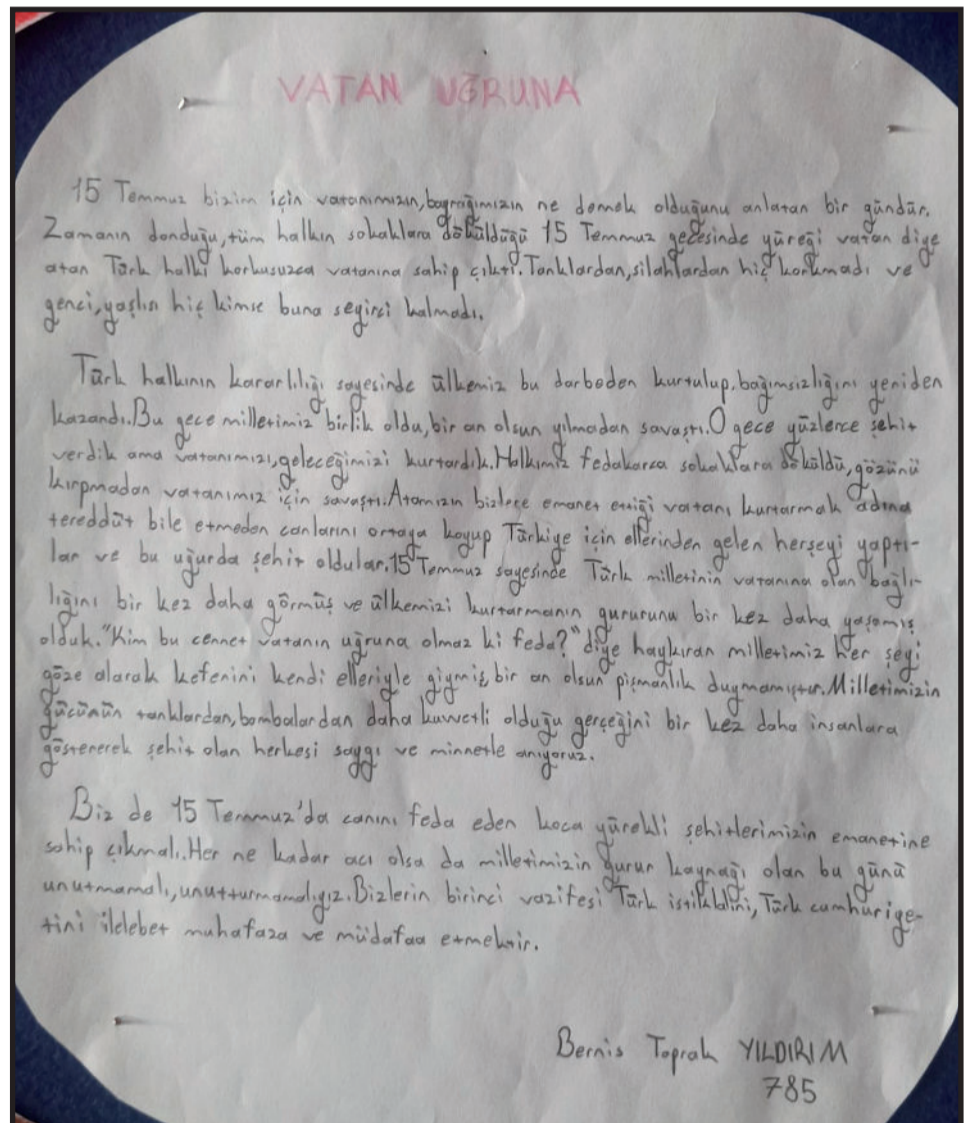 VATAN UĞRUNA
15 Temmuz bizim için vatanımızın,bayrağımızın ne demek olduğunu anlatan bir gündür.
Zamanın donduğu,tüm halkın sokaklara döküldüğü 15 Temmuz gecesinde yüreği vatan diye
atan Türk halkı korkusuzca vatanına sahip çıktı.Tanklardan,silahlardan hiç korkmadı ve
genci,yaşlısı hiç kimse buna seyirci kalmadı.
Türk halkının kararlılığı sayesinde ülkemiz bu darbeden kurtulup,bağımsızlığını yeniden
kazandı.Bu gece milletimiz birlik oldu,bir an olsun yılmadan savaştı.O gece yüzlerce şehit
verdik ama vatanımızı,geleceğimizi kurtardık.Halkımız fedakarca sokaklara döküldü,gözünü
kırpmadan vatanımız için savaştı.Atamızın bizlere emanet ettiği vatanı kurtarmak adına
tereddüt bile etmeden canlarını ortaya koyup Türkiye için ellerinden gelen herşeyi yaptı-
lar ve bu uğurda şehit oldular.15 Temmuz sayesinde Türk milletinin vatanına olan bağlı-
lığını bir kez daha görmüş ve ülkemizi kurtarmanın gururunu bir kez daha yaşamış
olduk."Kim bu cennet vatanın uğruna olmaz ki feda?" diye haykıran milletimiz her şeyi
göze alarak kefenini kendi elleriyle giymiş,bir an olsun pişmanlık duymamıştır.Milletimizin
gücünün tanklardan,bombalardan daha kuvvetli olduğu gerçeğini bir kez daha insanlara
göstererek şehit olan herkesi saygı ve minnetle anıyoruz.
Biz de 15 Temmuz'da canını feda eden koca yürekli şehitlerimizin emanetine
sahip çıkmalı.Her ne kadar acı olsa da milletimizin gurur kaynağı olan bu günü
unutmamalı,unutturmamalıyız.Bizlerin birinci vazifesi Türk istiklalini,Türk cumhuriye-
tini ilelebet muhafaza ve müdafaa etmektir.
Bernis Toprak YILDIRIM
785